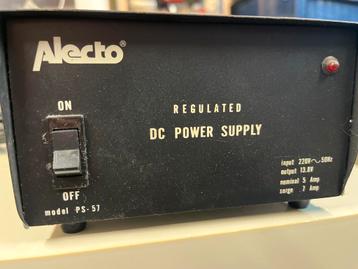 Alecto®
ON
REGULATED
DC POWER SUPPLY
input 220V~50Hz
output 13.8V
nominal 5 Amp
surge 7 Amp
OFF
model PS-57